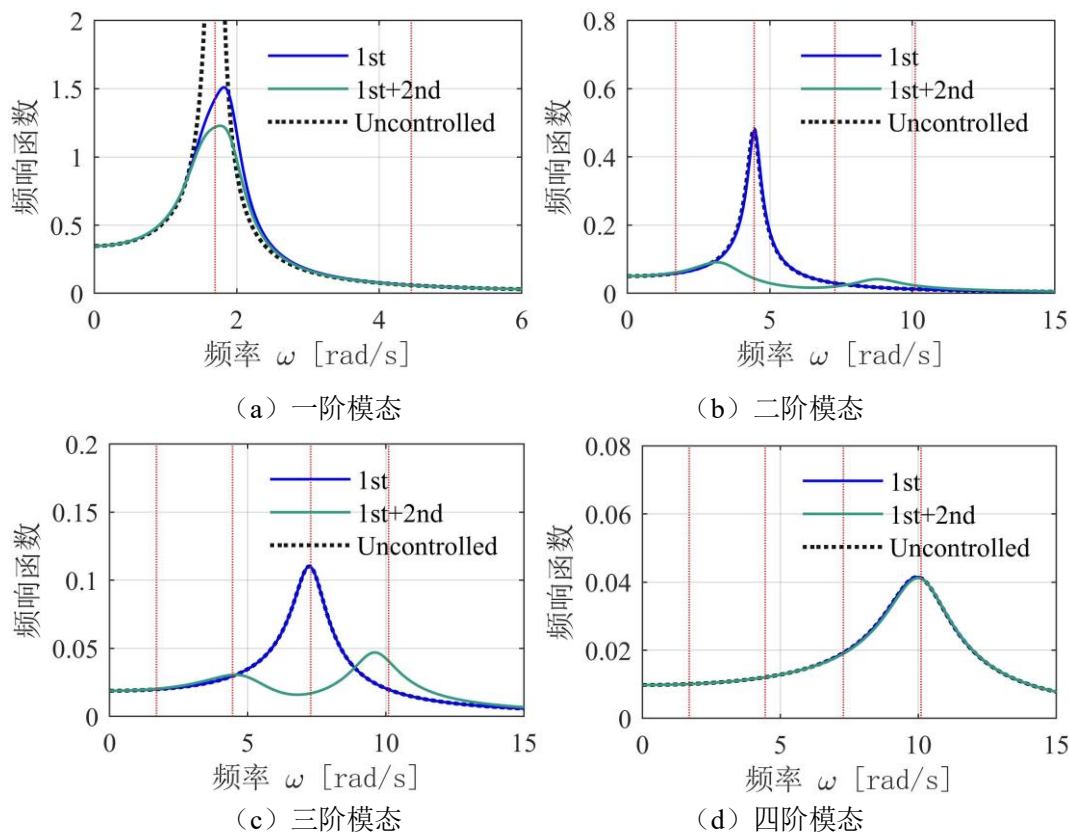 2
1.5
1
0.5
0
频响函数
1st
1st+2nd
Uncontrolled
0 2 4 6
频率 ω [rad/s]
（a）一阶模态
0.8
0.6
0.4
0.2
0
频响函数
1st
1st+2nd
Uncontrolled
0 5 10 15
频率 ω [rad/s]
（b）二阶模态
0.2
0.15
0.1
0.05
0
频响函数
1st
1st+2nd
Uncontrolled
0 5 10 15
频率 ω [rad/s]
（c）三阶模态
0.08
0.06
0.04
0.02
0
频响函数
1st
1st+2nd
Uncontrolled
0 5 10 15
频率 ω [rad/s]
（d）四阶模态